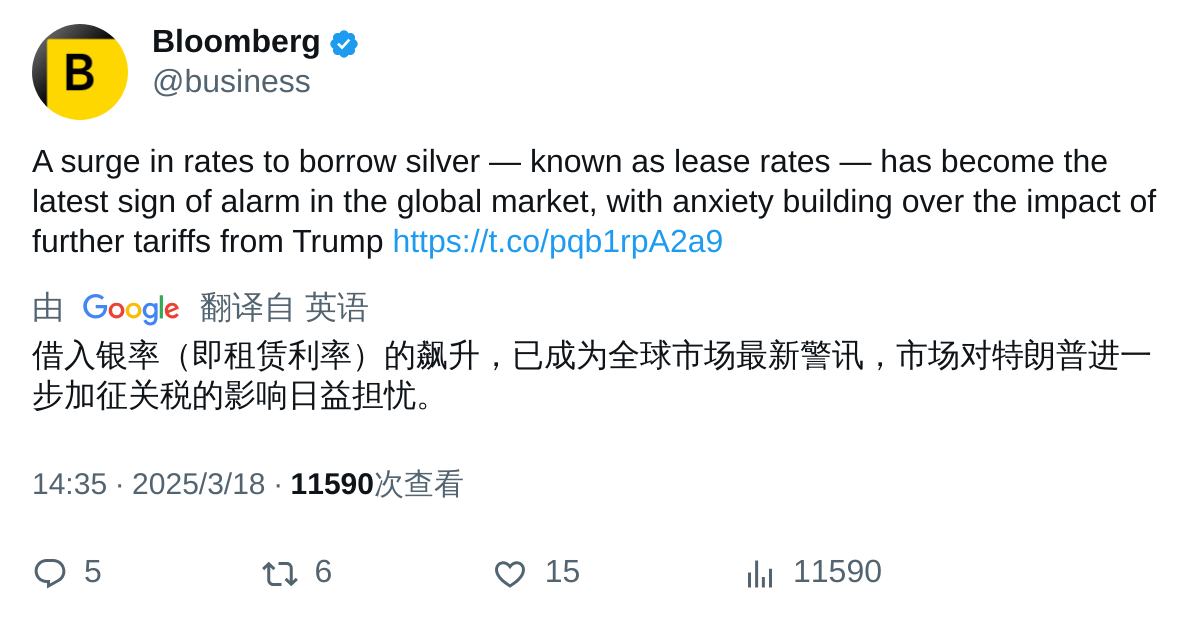 B
Bloomberg
@business
A surge in rates to borrow silver — known as lease rates — has become the
latest sign of alarm in the global market, with anxiety building over the impact of
further tariffs from Trump https://t.co/pqb1rpA2a9
由 Google 翻译自 英语
借入银率（即租赁利率）的飙升，已成为全球市场最新警讯，市场对特朗普进一
步加征关税的影响日益担忧。
14:35 · 2025/3/18 · 11590次查看
5 6 15 11590